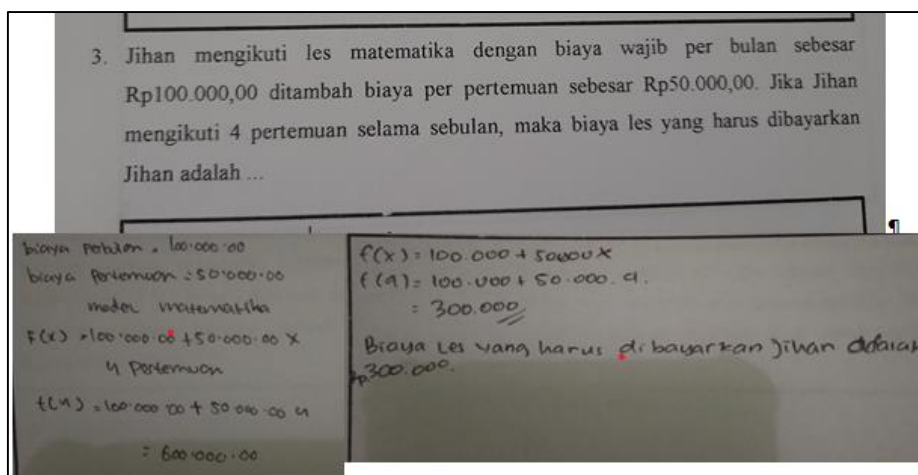 3. Jihan mengikuti les matematika dengan biaya wajib per bulan sebesar
Rp100.000,00 ditambah biaya per pertemuan sebesar Rp50.000,00. Jika Jihan
mengikuti 4 pertemuan selama sebulan, maka biaya les yang harus dibayarkan
Jihan adalah ...
biaya perbulan = 100.000.00
biaya pertemuan = 50.000.00
model matematika
F(x) = 100.000.00 + 50.000.00 x
4 pertemuan
f(4) = 100.000.00 + 50.000.00 4
= 600.000.00
f(x) = 100.000 + 50000x
f(4) = 100.000 + 50.000.4.
= 300.000
Biaya Les yang harus dibayarkan Jihan adalah
Rp300.000.
¶